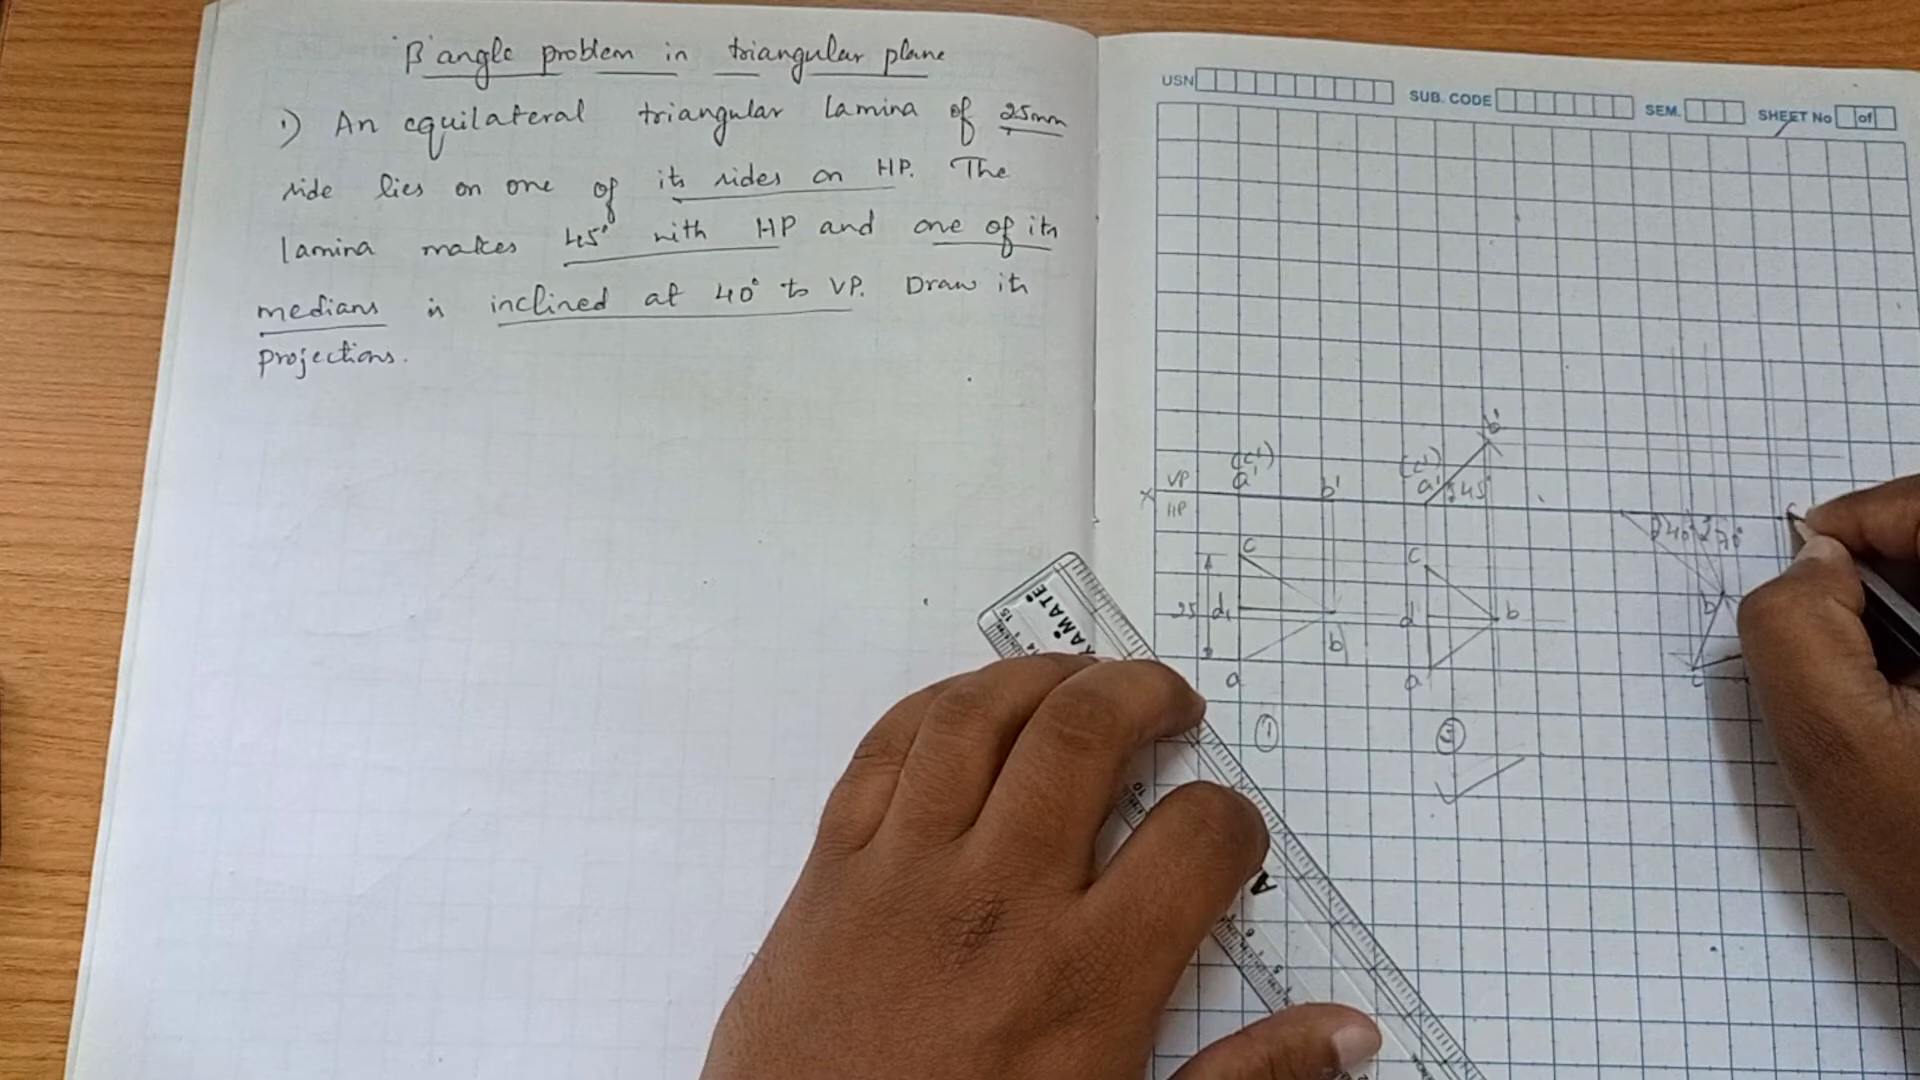 "β" angle problem in triangular plane
1) An equilateral triangular lamina of 25mm
side lies on one of its sides on HP. The
lamina makes 45° with HP and one of its
medians is inclined at 40° to VP. Draw its
projections.
USN
SUB. CODE
SEM.
SHEET No
of
b'
(c')
a'
b'
(c')
a'
45°
VP
X
HP
40°
70°
c
c
25
d
d
b
b
b
a
a
c
1
2